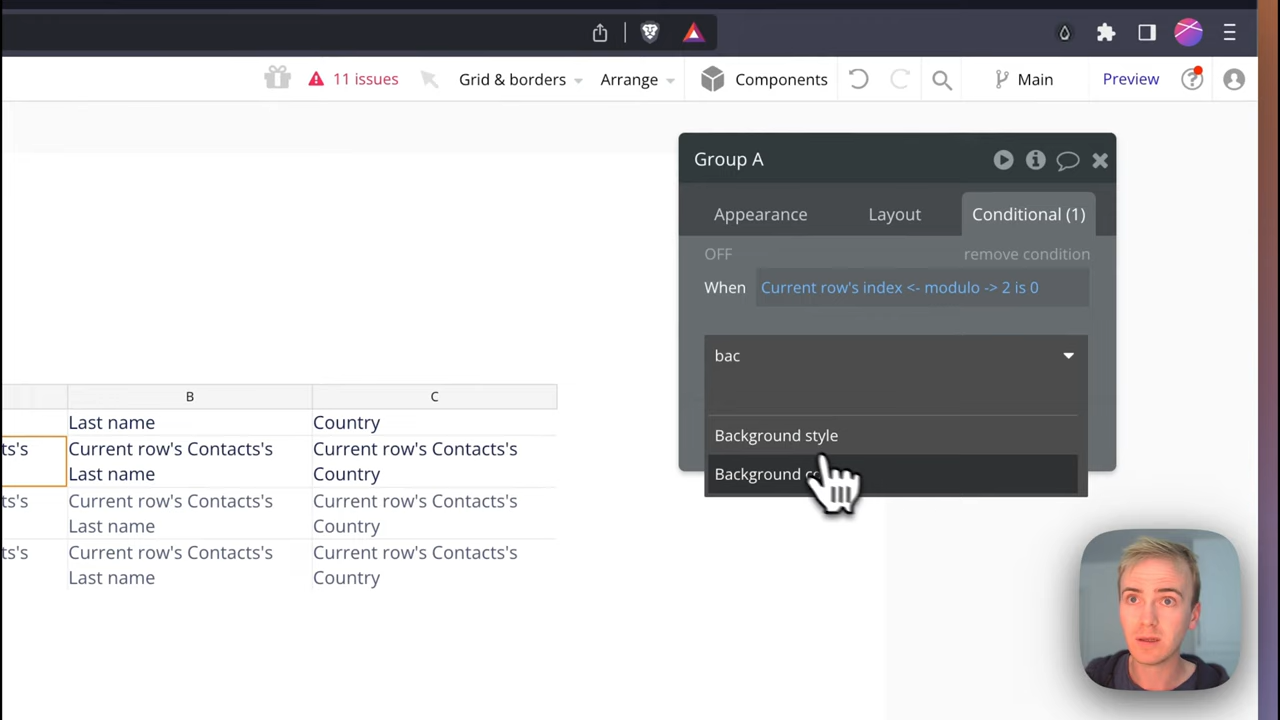 11 issues
Grid & borders
Arrange
Components
Main
Preview
Group A
Appearance
Layout
Conditional (1)
OFF
remove condition
When
Current row's index <- modulo -> 2 is 0
bac
Background style
Background
B
C
Last name
Country
ts's
Current row's Contacts's
Current row's Contacts's
Last name
Country
ts's
Current row's Contacts's
Current row's Contacts's
Last name
Country
ts's
Current row's Contacts's
Current row's Contacts's
Last name
Country